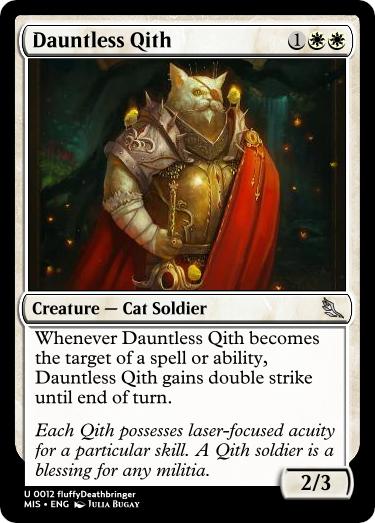 Dauntless Qith 1
Creature — Cat Soldier
Whenever Dauntless Qith becomes
the target of a spell or ability,
Dauntless Qith gains double strike
until end of turn.
Each Qith possesses laser-focused acuity
for a particular skill. A Qith soldier is a
blessing for any militia.
2/3
U 0012 fluffyDeathbringer
MIS • ENG Julia Bugay